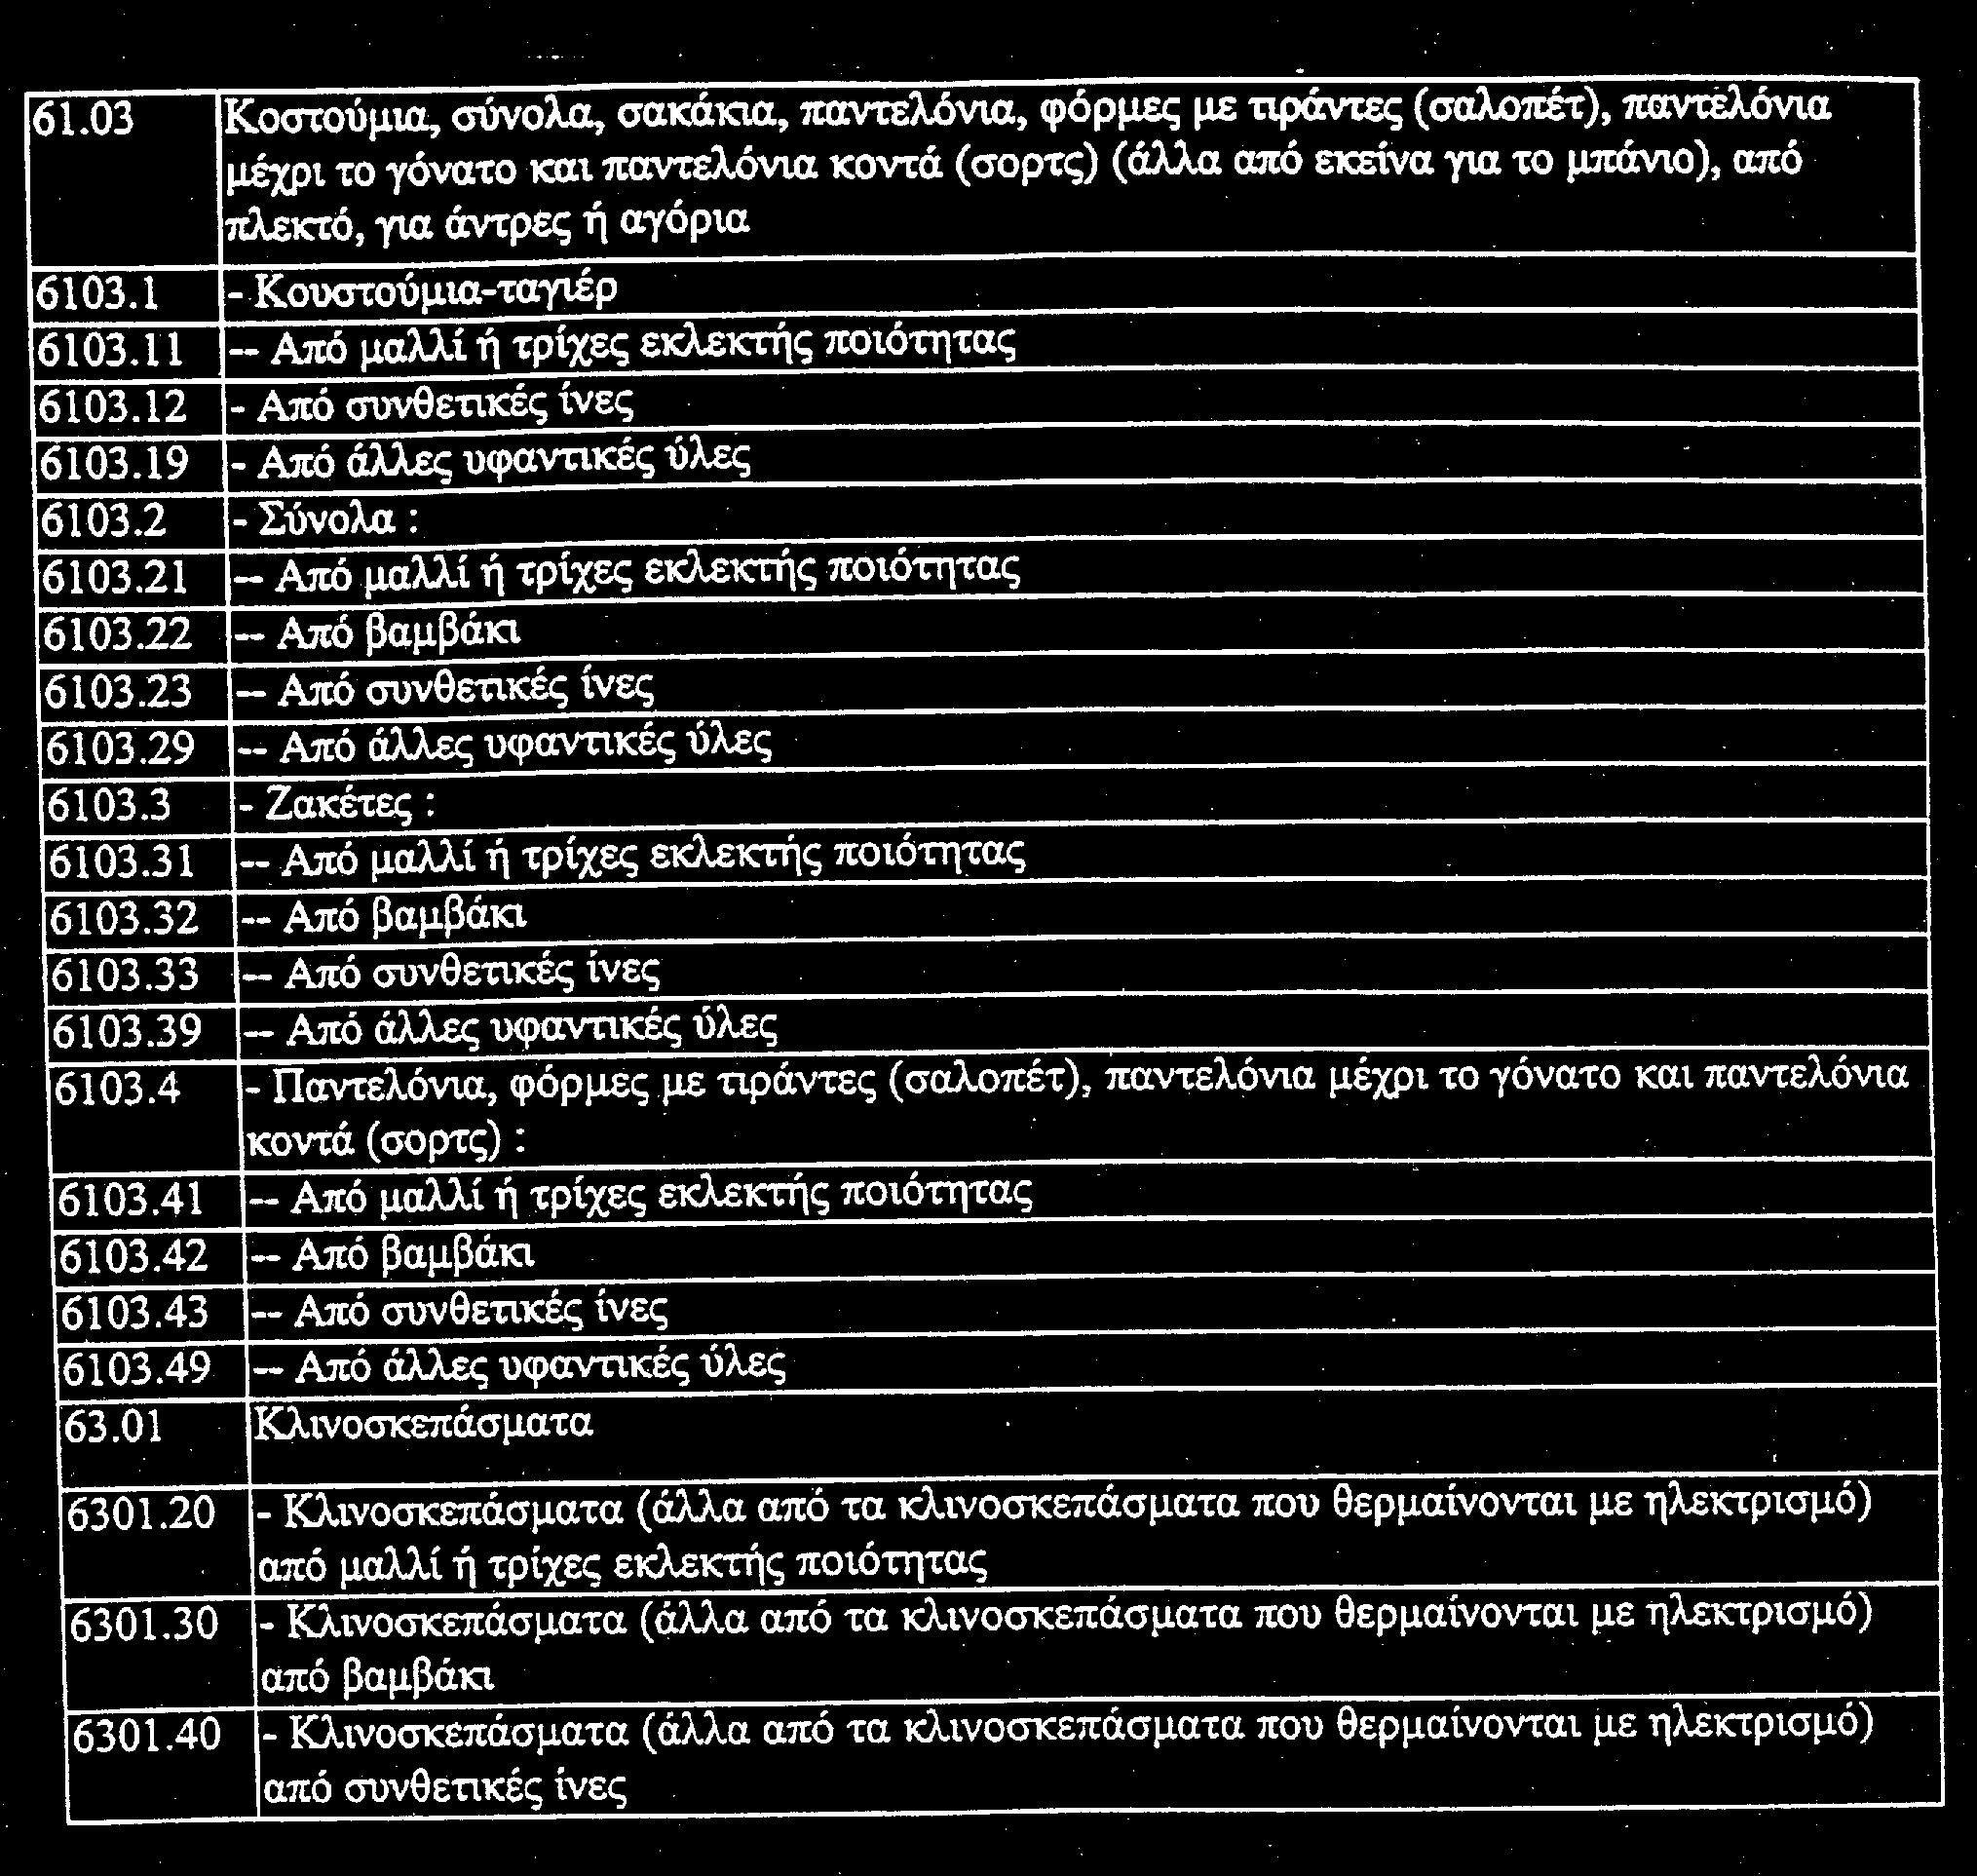 61.03 Κοστούμια, σύνολα, σακάκια, παντελόνια, φόρμες με τιράντες (σαλοπέτ), παντελόνια
μέχρι το γόνατο και παντελόνια κοντά (σορτς) (άλλα από εκείνα για το μπάνιο), από
πλεκτό, για άντρες ή αγόρια
6103.1 - Κουστούμια-ταγιέρ
6103.11 -- Από μαλλί ή τρίχες εκλεκτής ποιότητας
6103.12 - Από συνθετικές ίνες
6103.19 - Από άλλες υφαντικές ύλες
6103.2 - Σύνολα :
6103.21 -- Από μαλλί ή τρίχες εκλεκτής ποιότητας
6103.22 -- Από βαμβάκι
6103.23 -- Από συνθετικές ίνες
6103.29 -- Από άλλες υφαντικές ύλες
6103.3 - Ζακέτες :
6103.31 -- Από μαλλί ή τρίχες εκλεκτής ποιότητας
6103.32 -- Από βαμβάκι
6103.33 -- Από συνθετικές ίνες
6103.39 -- Από άλλες υφαντικές ύλες
6103.4 - Παντελόνια, φόρμες με τιράντες (σαλοπέτ), παντελόνια μέχρι το γόνατο και παντελόνια
κοντά (σορτς) :
6103.41 -- Από μαλλί ή τρίχες εκλεκτής ποιότητας
6103.42 -- Από βαμβάκι
6103.43 -- Από συνθετικές ίνες
6103.49 -- Από άλλες υφαντικές ύλες
63.01 Κλινοσκεπάσματα
6301.20 - Κλινοσκεπάσματα (άλλα από τα κλινοσκεπάσματα που θερμαίνονται με ηλεκτρισμό)
από μαλλί ή τρίχες εκλεκτής ποιότητας
6301.30 - Κλινοσκεπάσματα (άλλα από τα κλινοσκεπάσματα που θερμαίνονται με ηλεκτρισμό)
από βαμβάκι
6301.40 - Κλινοσκεπάσματα (άλλα από τα κλινοσκεπάσματα που θερμαίνονται με ηλεκτρισμό)
από συνθετικές ίνες